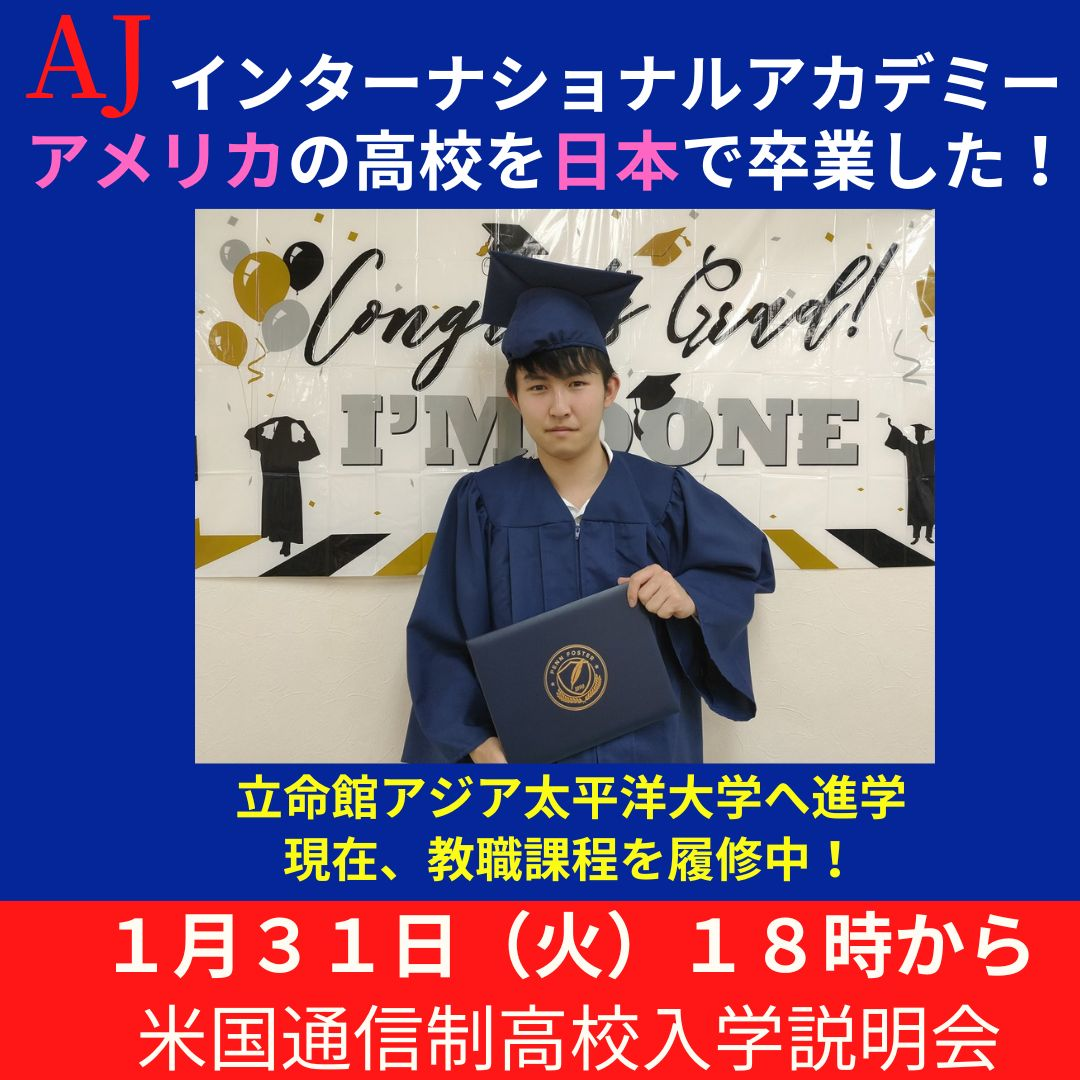 AJ インターナショナルアカデミー
アメリカの高校を日本で卒業した！
Congrats Grad!
I'M DONE
PENN FOSTER
立命館アジア太平洋大学へ進学
現在、教職課程を履修中！
１月３１日（火）１８時から
米国通信制高校入学説明会